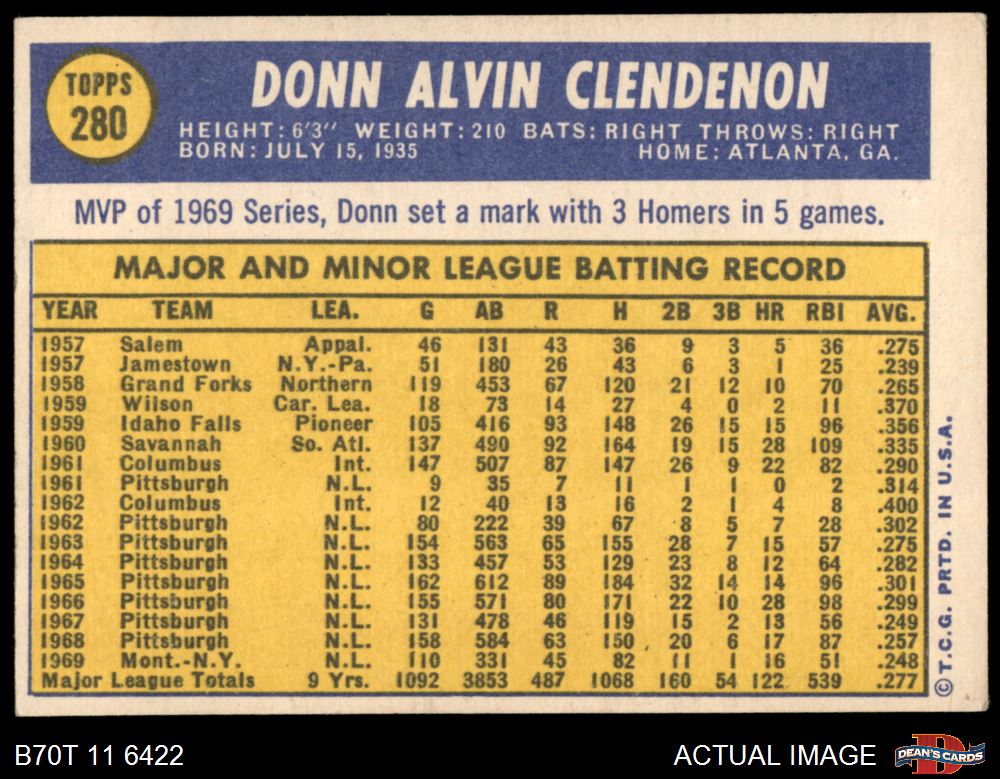 TOPPS
280
DONN ALVIN CLENDENON
HEIGHT: 6'3" WEIGHT: 210 BATS: RIGHT THROWS: RIGHT
BORN: JULY 15, 1935 HOME: ATLANTA, GA.
MVP of 1969 Series, Donn set a mark with 3 Homers in 5 games.
MAJOR AND MINOR LEAGUE BATTING RECORD
YEAR TEAM LEA. G AB R H 2B 3B HR RBI AVG.
1957 Salem Appal. 46 131 43 36 9 3 5 36 .275
1957 Jamestown N.Y.-Pa. 51 180 26 43 6 3 1 25 .239
1958 Grand Forks Northern 119 453 67 120 21 12 10 70 .265
1959 Wilson Car. Lea. 18 73 14 27 4 0 2 11 .370
1959 Idaho Falls Pioneer 105 416 93 148 26 15 15 96 .356
1960 Savannah So. Atl. 137 490 92 164 19 15 28 109 .335
1961 Columbus Int. 147 507 87 147 26 9 22 82 .290
1961 Pittsburgh N.L. 9 35 7 11 1 1 0 2 .314
1962 Columbus Int. 12 40 13 16 2 1 4 8 .400
1962 Pittsburgh N.L. 80 222 39 67 8 5 7 28 .302
1963 Pittsburgh N.L. 154 563 65 155 28 7 15 57 .275
1964 Pittsburgh N.L. 133 457 53 129 23 8 12 64 .282
1965 Pittsburgh N.L. 162 612 89 184 32 14 14 96 .301
1966 Pittsburgh N.L. 155 571 80 171 22 10 28 98 .299
1967 Pittsburgh N.L. 131 478 46 119 15 2 13 56 .249
1968 Pittsburgh N.L. 158 584 63 150 20 6 17 87 .257
1969 Mont.-N.Y. N.L. 110 331 45 82 11 1 16 51 .248
Major League Totals 9 Yrs. 1092 3853 487 1068 160 54 122 539 .277
© T.C.G. PRTD. IN U.S.A.
B70T 11 6422
ACTUAL IMAGE
D
DEAN'S CARDS